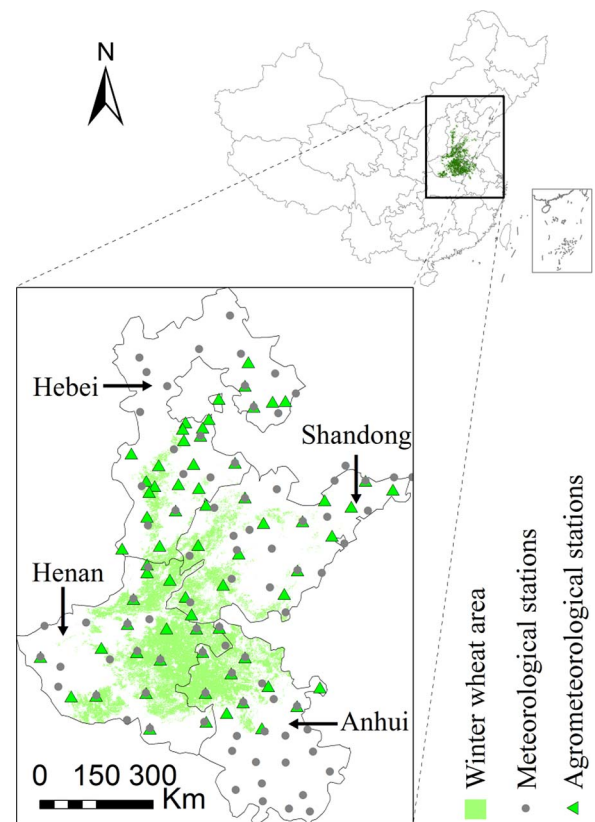 N
Hebei
Shandong
Henan
Anhui
0 150 300
Km
Winter wheat area
Meteorological stations
Agrometeorological stations